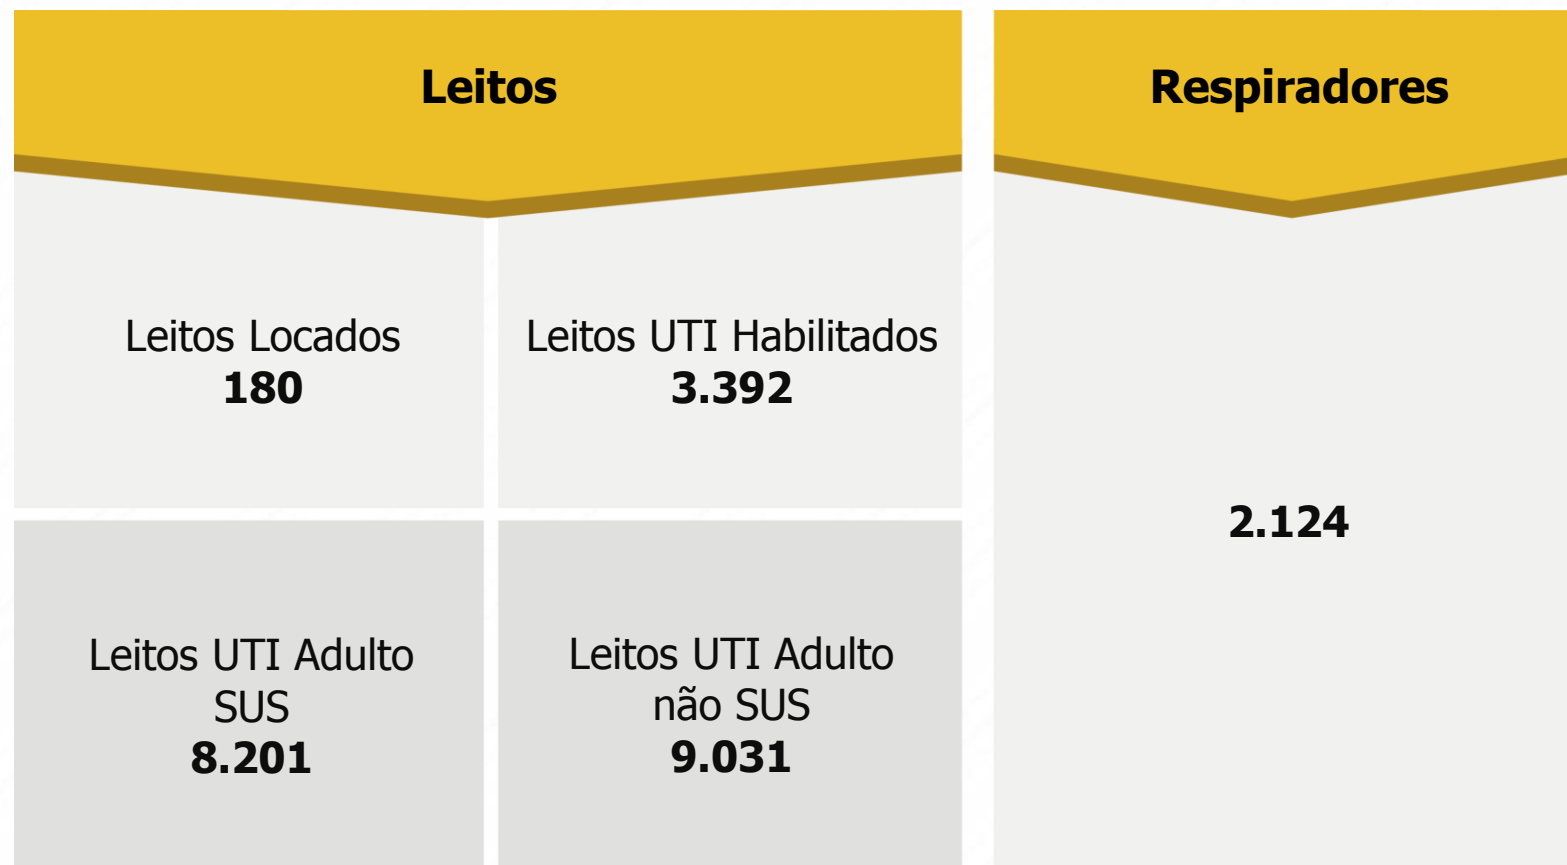 Leitos
Leitos Locados
180
Leitos UTI Habilitados
3.392
Leitos UTI Adulto
SUS
8.201
Leitos UTI Adulto
não SUS
9.031
Respiradores
2.124